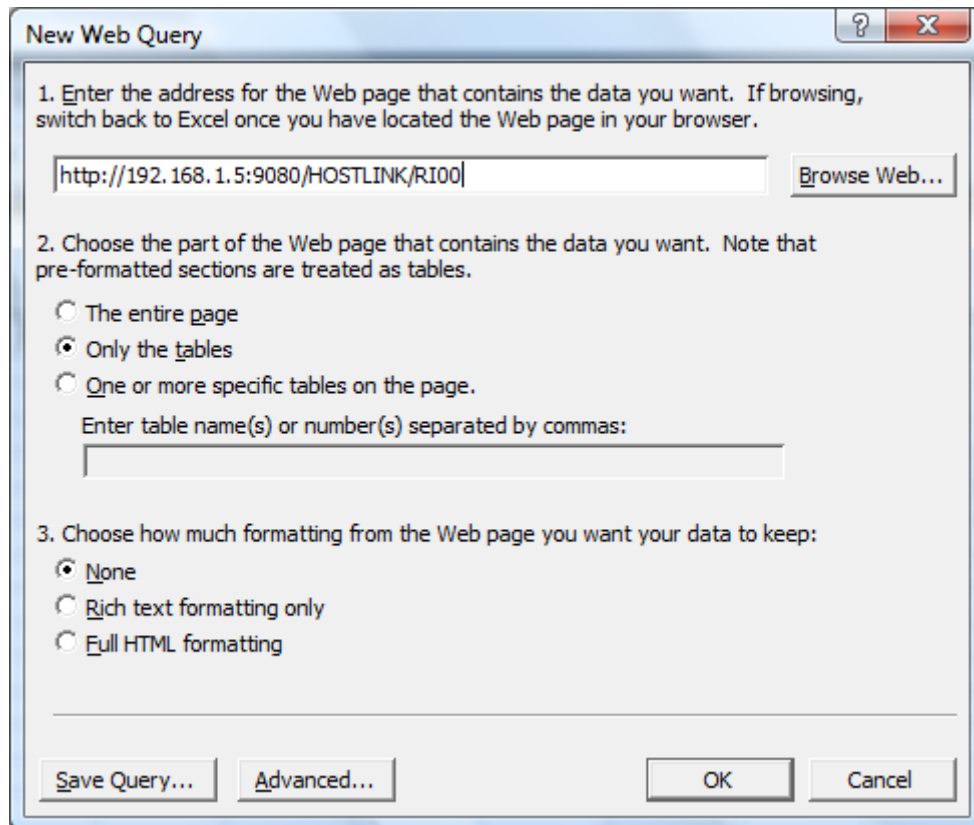 New Web Query
1. Enter the address for the Web page that contains the data you want.  If browsing,
switch back to Excel once you have located the Web page in your browser.
http://192.168.1.5:9080/HOSTLINK/RI00
Browse Web...
2. Choose the part of the Web page that contains the data you want.  Note that
pre-formatted sections are treated as tables.
The entire page
Only the tables
One or more specific tables on the page.
Enter table name(s) or number(s) separated by commas:
3. Choose how much formatting from the Web page you want your data to keep:
None
Rich text formatting only
Full HTML formatting
Save Query...
Advanced...
OK
Cancel